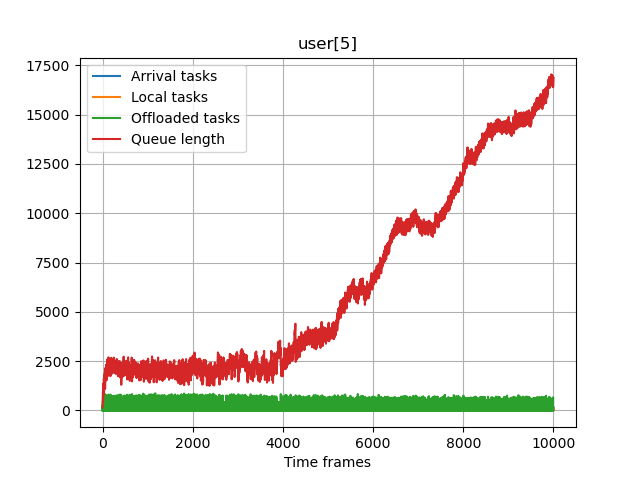 user[5]
17500
15000
12500
10000
7500
5000
2500
0
Arrival tasks
Local tasks
Offloaded tasks
Queue length
0 2000 4000 6000 8000 10000
Time frames